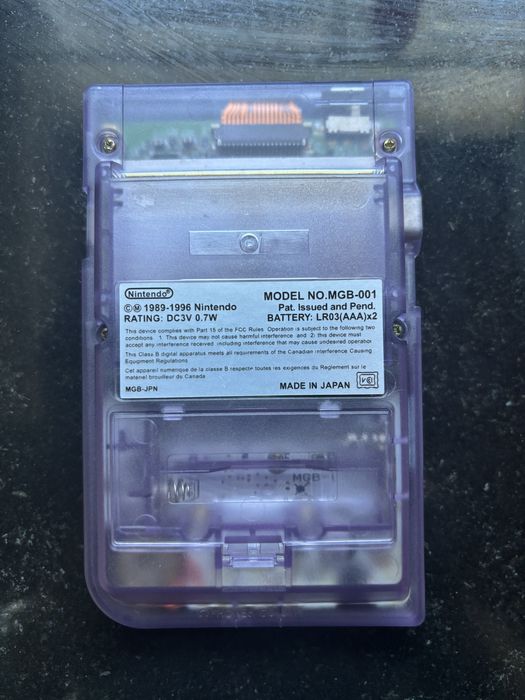 Nintendo®
©Ⓜ 1989-1996 Nintendo
RATING: DC3V 0.7W
MODEL NO.MGB-001
Pat. Issued and Pend.
BATTERY: LR03(AAA)x2
This device complies with Part 15 of the FCC Rules Operation is subject to the following two
conditions 1 This device may not cause harmful interference and 2: this device must
accept any interference received including interference that may cause undesired operatior
This Class B digital apparatus meets all requirements of the Canadian Interference Causing
Equipment Regulations
Cet appareil numerique de la classe B respecte toutes les exigences du Reglement sur le
materiel brouilleur du Canada
MGB-JPN
MADE IN JAPAN
MGB